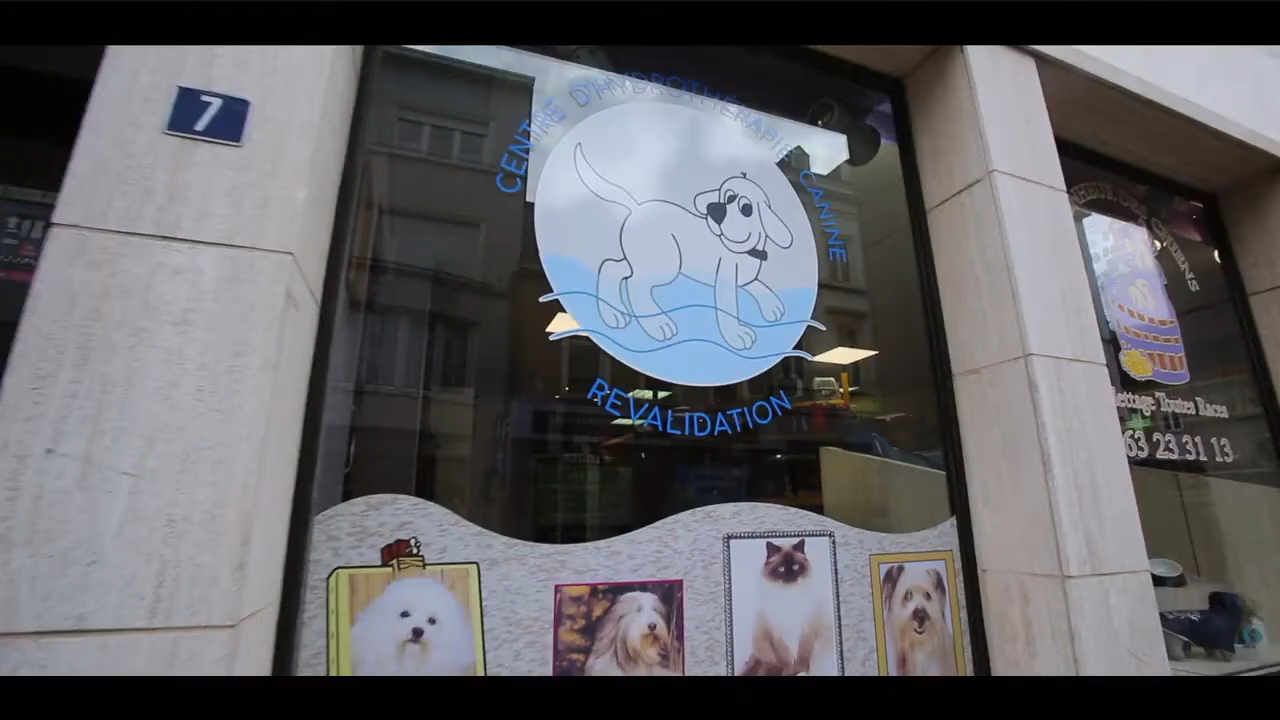 7
CENTRE D'HYDROTHERAPIE CANINE
REVALIDATION
Toutes Races
63 23 31 13